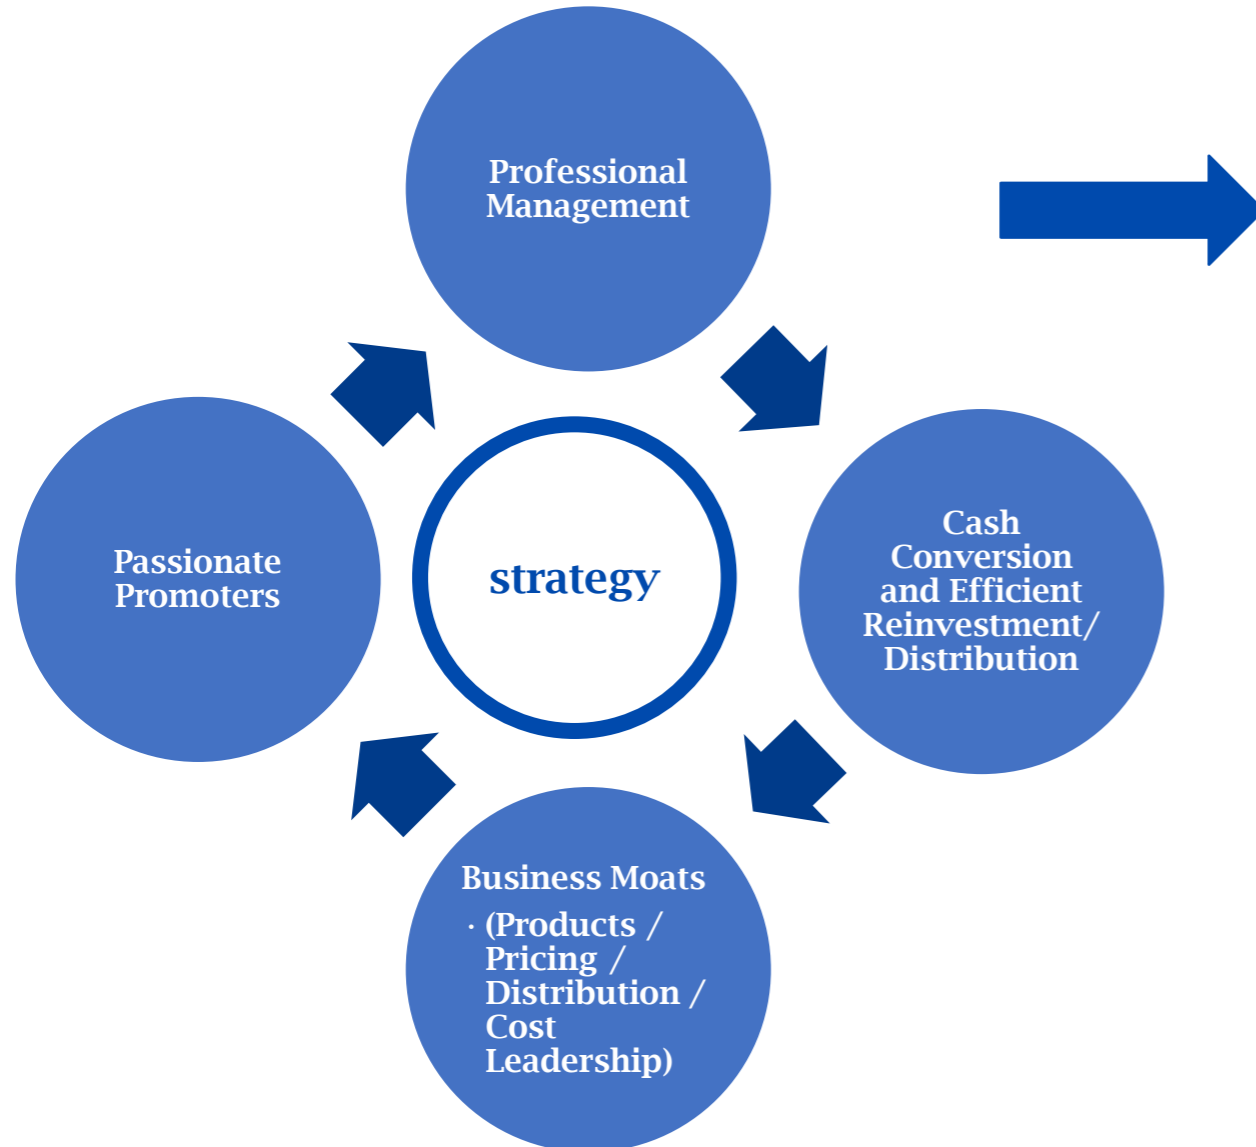 Professional
Management
Passionate
Promoters
strategy
Cash
Conversion
and Efficient
Reinvestment/
Distribution
Business Moats
· (Products /
Pricing /
Distribution /
Cost
Leadership)